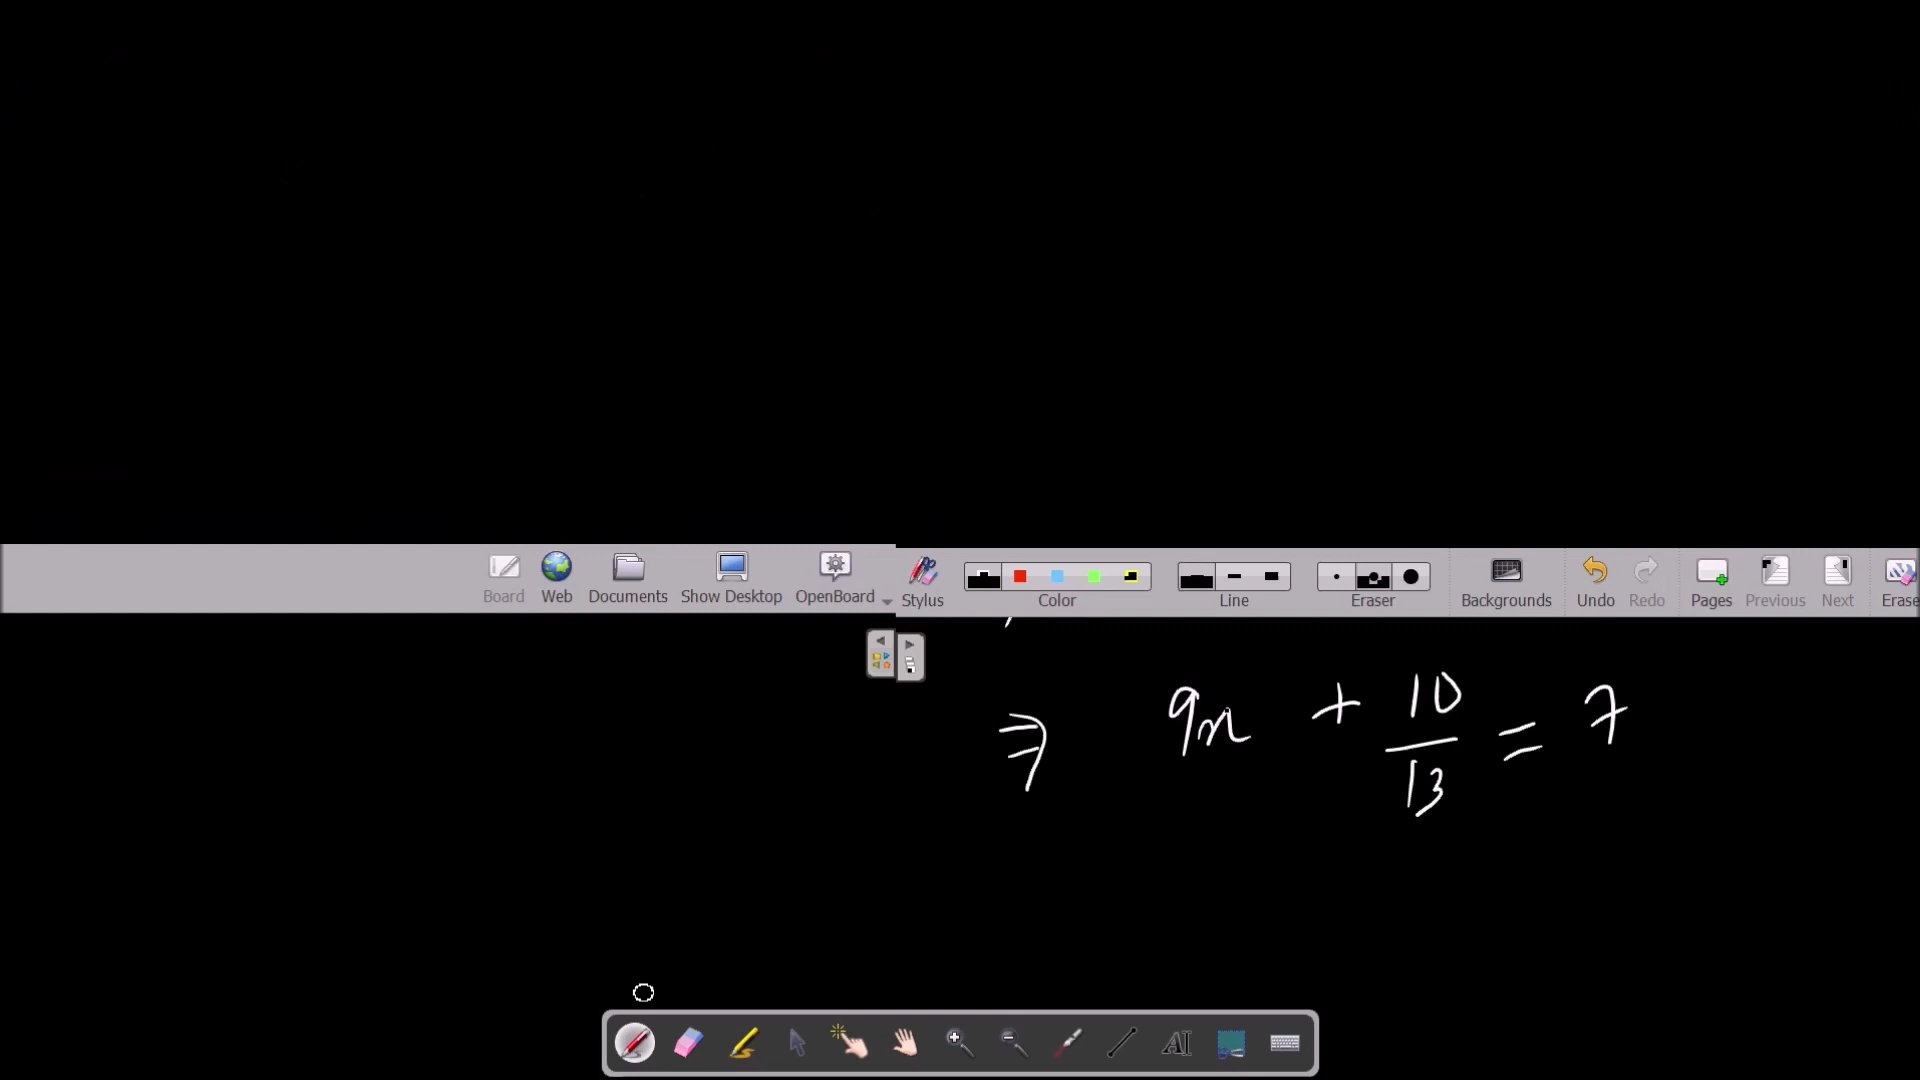 Board Web Documents Show Desktop OpenBoard Stylus Color Line Eraser Backgrounds Undo Redo Pages Previous Next Erase
⇒ 9x + 10/13 = 7
AI